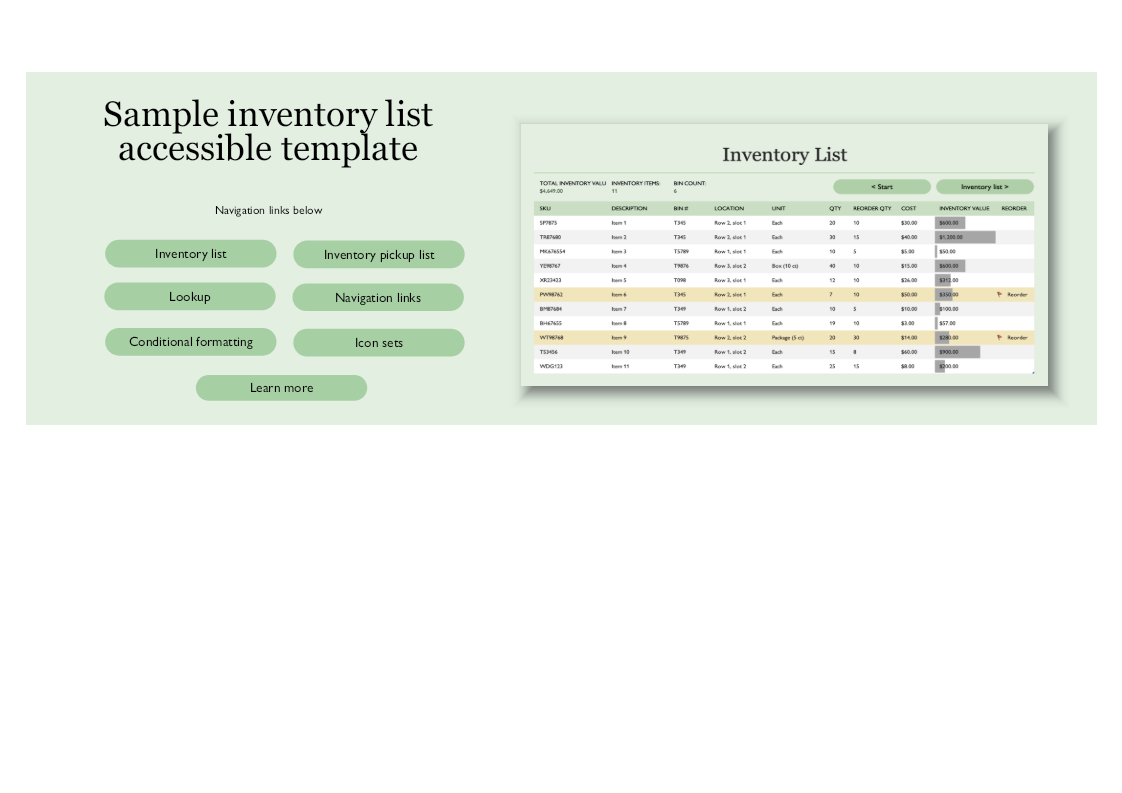 Sample inventory list
accessible template
Navigation links below
Inventory list
Inventory pickup list
Lookup
Navigation links
Conditional formatting
Icon sets
Learn more
Inventory List
TOTAL INVENTORY VALU INVENTORY ITEMS: BIN COUNT:
$4,649.00 11 6
< Start
Inventory list >
SKU DESCRIPTION BIN # LOCATION UNIT QTY REORDER QTY COST INVENTORY VALUE REORDER
SP7875 Item 1 T345 Row 2, slot 1 Each 20 10 $30.00 $600.00
TR87680 Item 2 T345 Row 2, slot 1 Each 30 15 $40.00 $1,200.00
MK676554 Item 3 T5789 Row 1, slot 1 Each 10 5 $5.00 $50.00
YE98767 Item 4 T9876 Row 3, slot 2 Box (10 ct) 40 10 $15.00 $600.00
XR23423 Item 5 T098 Row 3, slot 1 Each 12 10 $26.00 $312.00
PW98762 Item 6 T345 Row 2, slot 1 Each 7 10 $50.00 $350.00 Reorder
BM87684 Item 7 T349 Row 1, slot 2 Each 10 5 $10.00 $100.00
BH67655 Item 8 T5789 Row 1, slot 1 Each 19 10 $3.00 $57.00
WT98768 Item 9 T9875 Row 2, slot 2 Package (5 ct) 20 30 $14.00 $280.00 Reorder
TS3456 Item 10 T349 Row 1, slot 2 Each 15 8 $60.00 $900.00
WDG123 Item 11 T349 Row 1, slot 2 Each 25 15 $8.00 $200.00